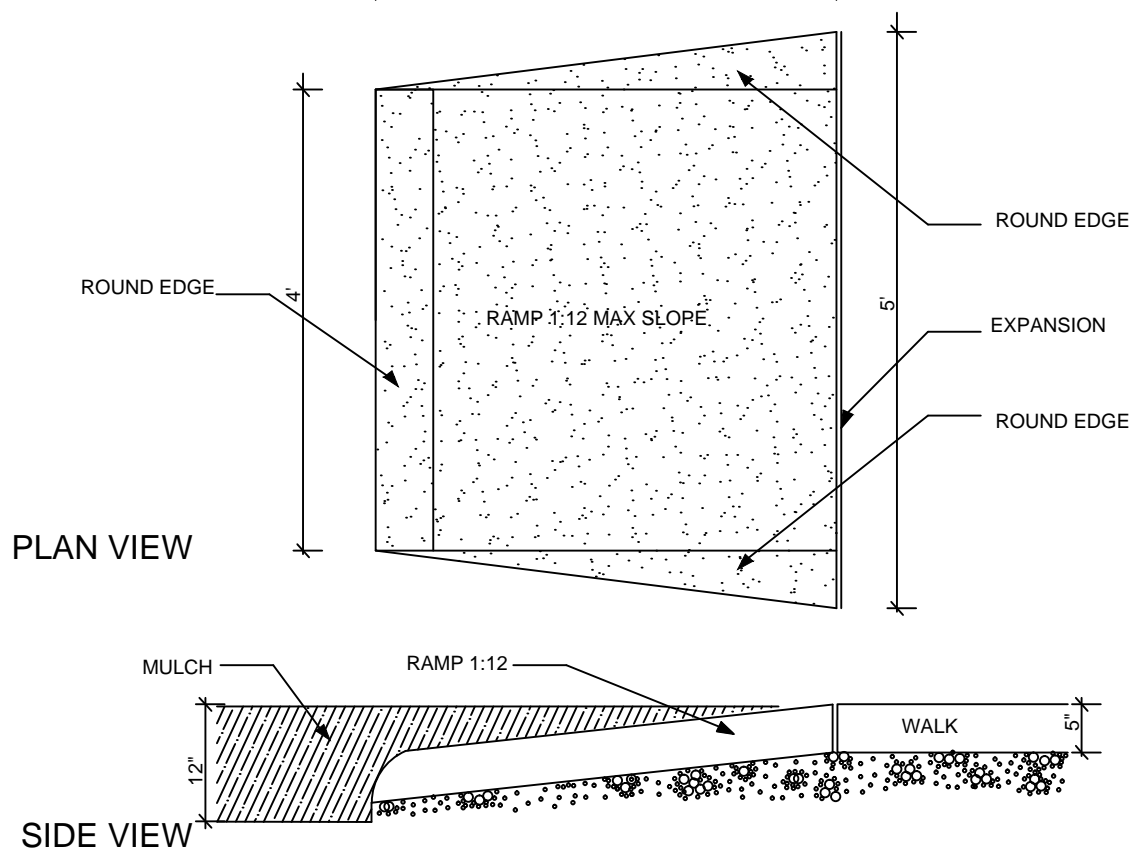 ROUND EDGE
ROUND EDGE
4'
5'
RAMP 1:12 MAX SLOPE
EXPANSION
ROUND EDGE
PLAN VIEW
MULCH
RAMP 1:12
WALK
5"
12"
SIDE VIEW